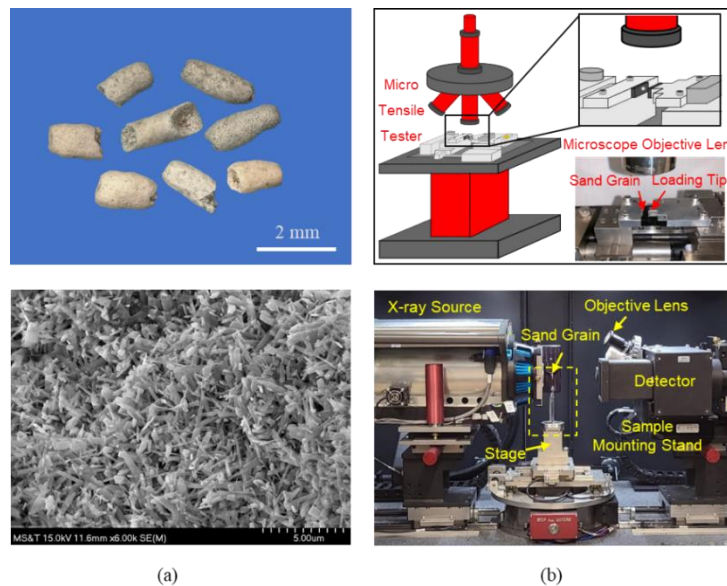 2 mm
Micro
Tensile
Tester
Microscope Objective Len
Sand Grain
Loading Tip
MS&T 15.0kV 11.6mm x6.00k SE(M)
5.00um
X-ray Source
Objective Lens
Sand Grain
Detector
Sample
Mounting Stand
Stage
(a)
(b)